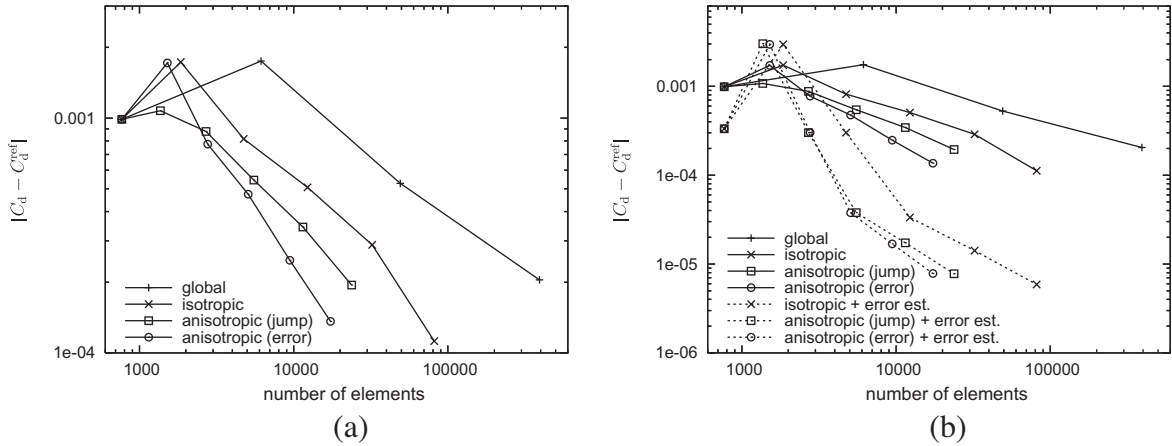 0.001
1e-04
1000
10000
100000
number of elements
|C_d − C_d^ref|
global
isotropic
anisotropic (jump)
anisotropic (error)
(a)
0.001
1e-04
1e-05
1e-06
1000
10000
100000
number of elements
|C_d − C_d^ref|
global
isotropic
anisotropic (jump)
anisotropic (error)
isotropic + error est.
anisotropic (jump) + error est.
anisotropic (error) + error est.
(b)